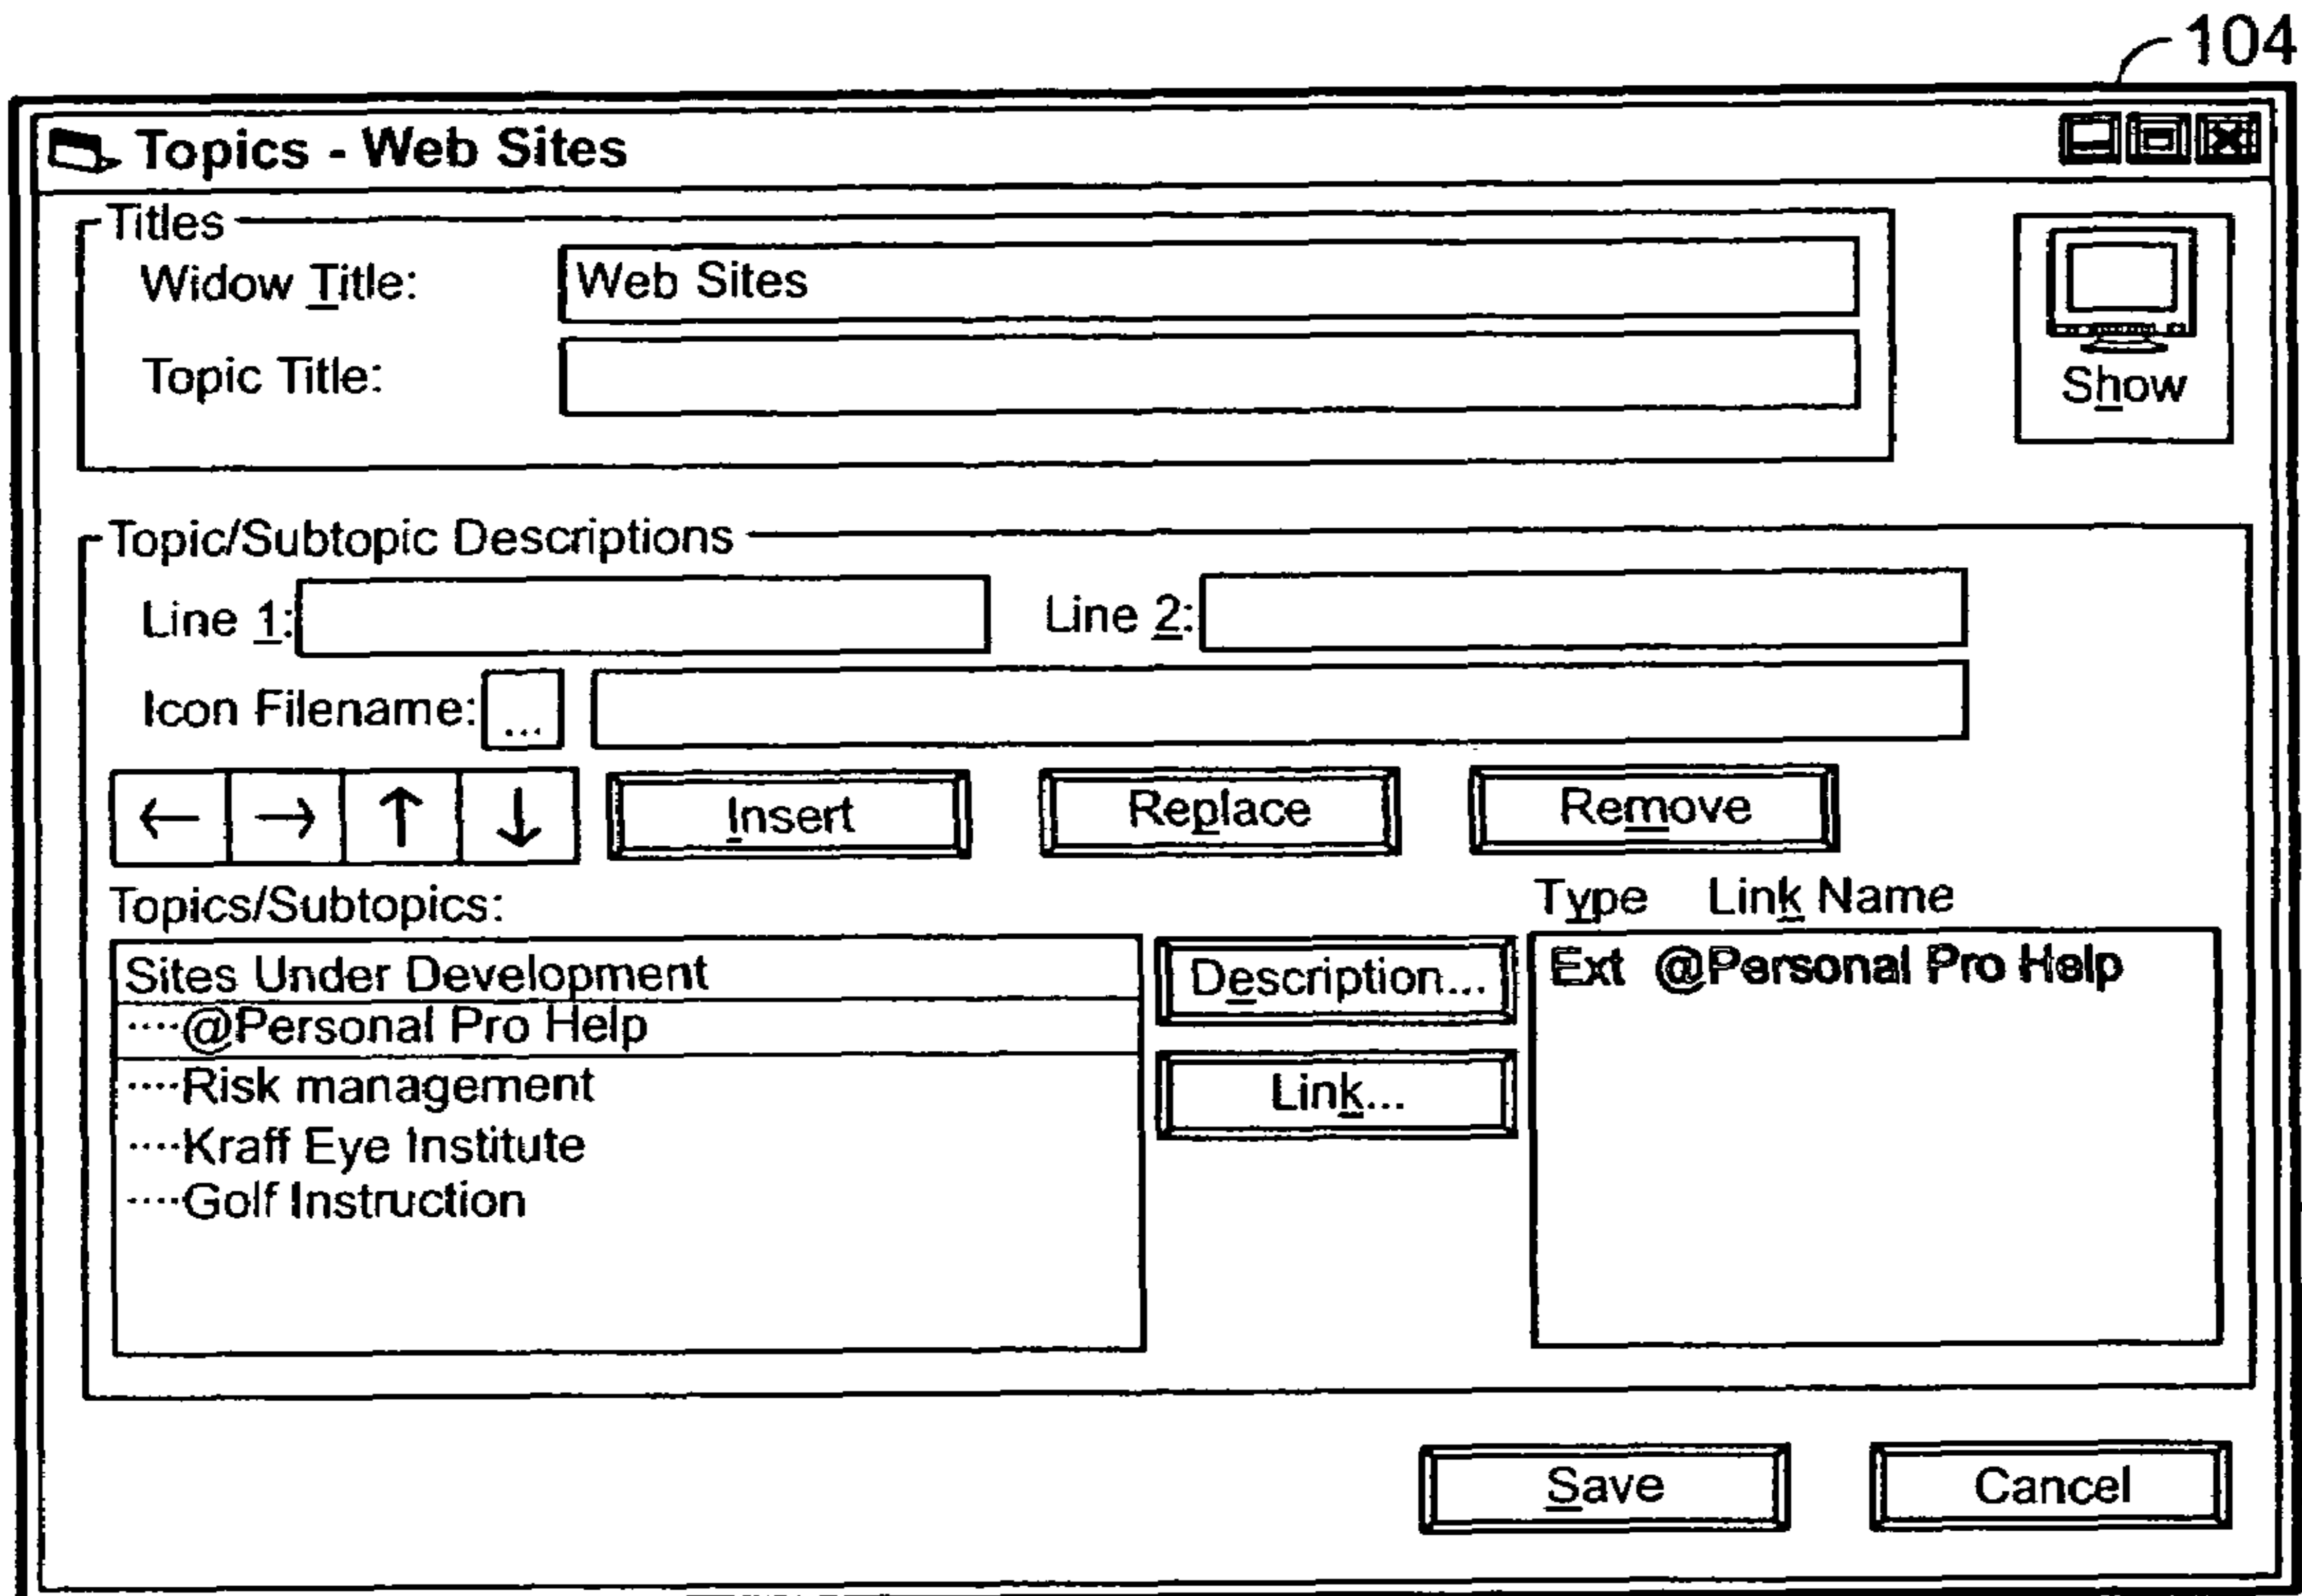 104
Topics - Web Sites
Titles
Widow Title: Web Sites
Topic Title:
Show
Topic/Subtopic Descriptions
Line 1: Line 2:
Icon Filename: ...
← → ↑ ↓ Insert Replace Remove
Topics/Subtopics: Type Link Name
Sites Under Development Description... Ext @Personal Pro Help
····@Personal Pro Help
····Risk management Link...
····Kraff Eye Institute
····Golf Instruction
Save Cancel